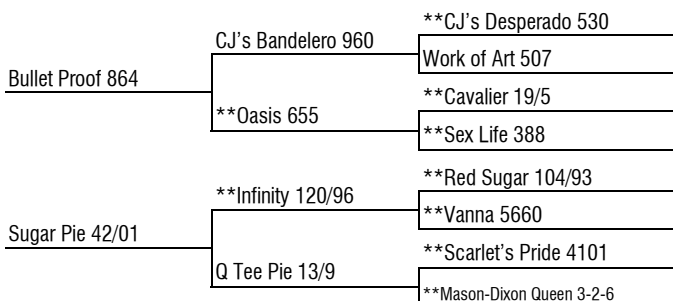 **CJ's Desperado 530
CJ's Bandelero 960
Work of Art 507
Bullet Proof 864
**Cavalier 19/5
**Oasis 655
**Sex Life 388
**Red Sugar 104/93
**Infinity 120/96
**Vanna 5660
Sugar Pie 42/01
**Scarlet's Pride 4101
Q Tee Pie 13/9
**Mason-Dixon Queen 3-2-6